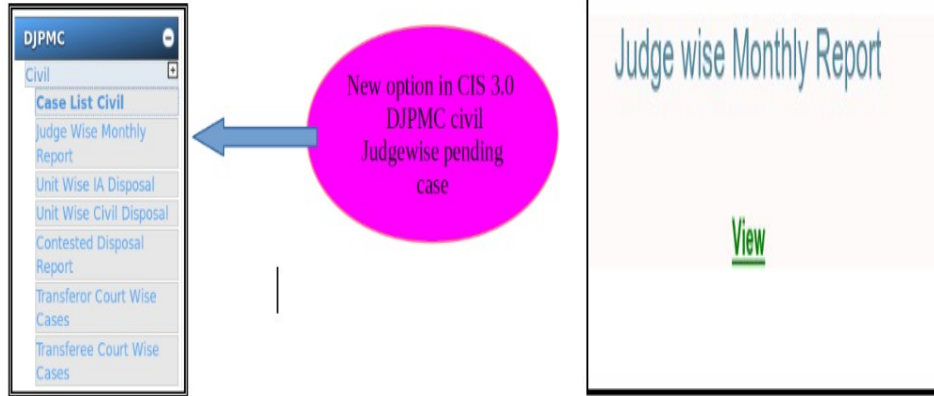 DJPMC
Civil
Case List Civil
Judge Wise Monthly
Report
Unit Wise IA Disposal
Unit Wise Civil Disposal
Contested Disposal
Report
Transferor Court Wise
Cases
Transferee Court Wise
Cases
New option in CIS 3.0
DJPMC civil
Judgewise pending
case
Judge wise Monthly Report
View